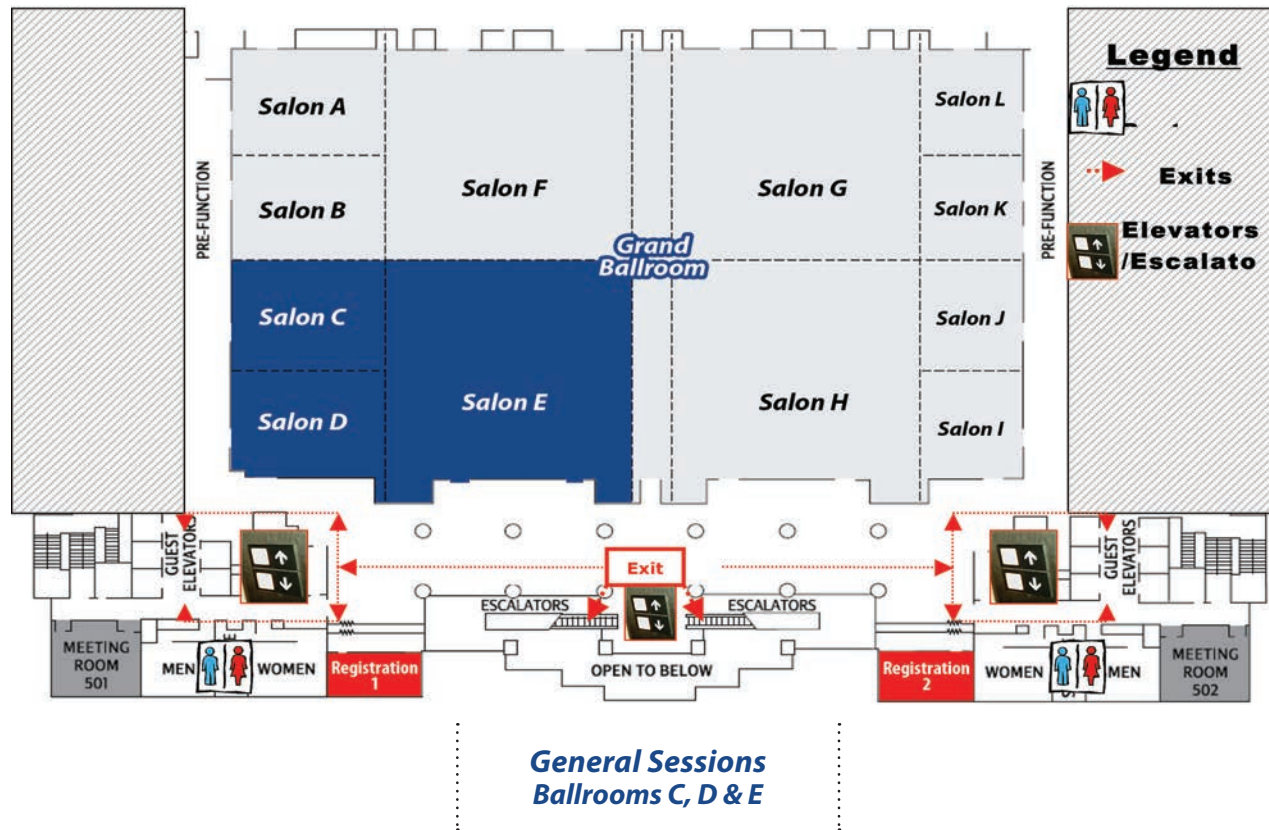 Legend
Exits
Elevators
/Escalato
Salon A
Salon B
Salon C
Salon D
Salon F
Salon E
Grand
Ballroom
Salon G
Salon H
Salon L
Salon K
Salon J
Salon I
PRE-FUNCTION
PRE-FUNCTION
GUEST
ELEVATORS
Exit
ESCALATORS
ESCALATORS
GUEST
ELEVATORS
MEETING
ROOM
501
MEN
WOMEN
Registration
1
OPEN TO BELOW
Registration
2
WOMEN
MEN
MEETING
ROOM
502
General Sessions
Ballrooms C, D & E